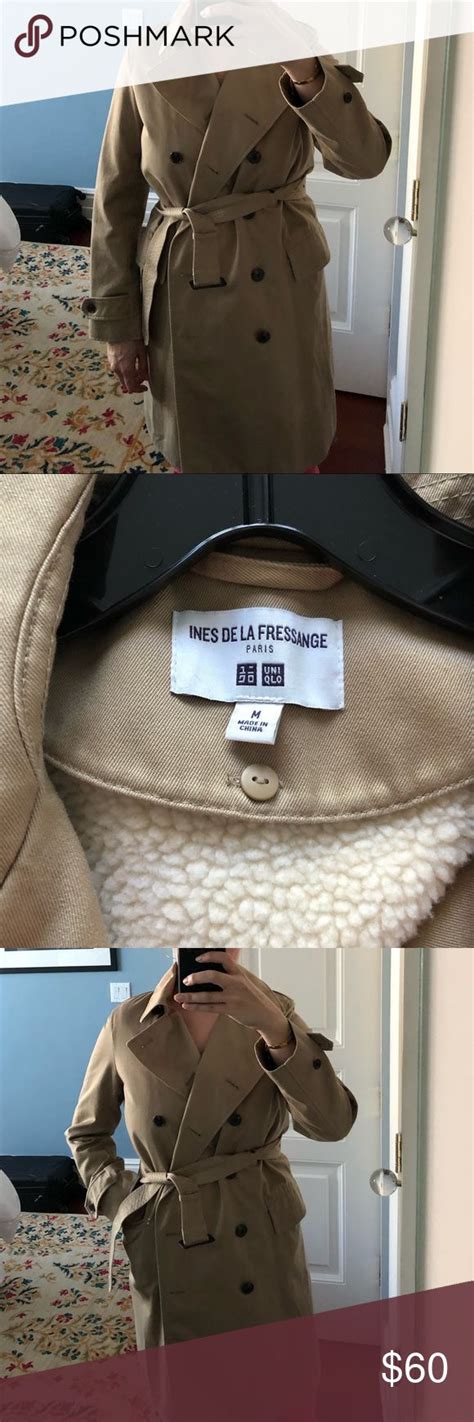 POSHMARK
INES DE LA FRESSANGE
PARIS
UNI
QLO
M
MADE IN
CHINA
$60